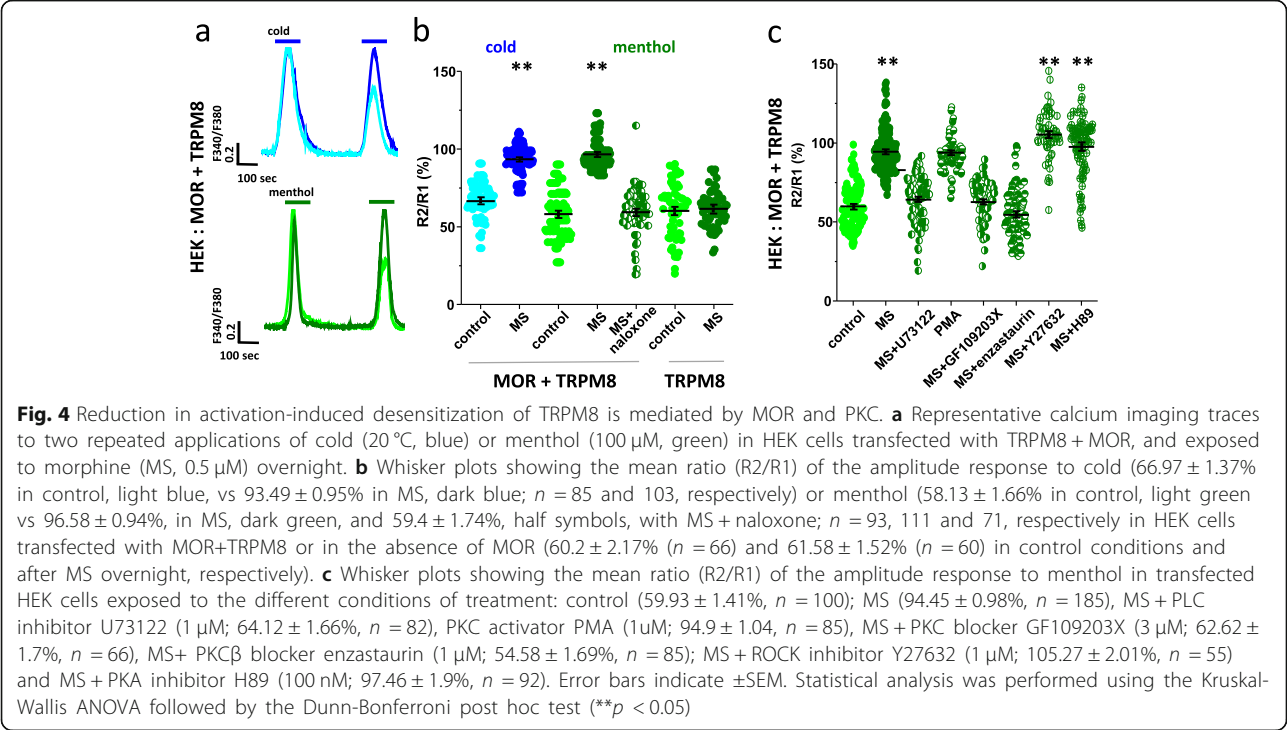 a
cold
F340/F380
0.2
100 sec
menthol
F340/F380
0.2
100 sec
HEK : MOR + TRPM8
b
cold
menthol
** **
R2/R1 (%)
150
100
50
0
control
MS
control
MS
MS+
naloxone
control
MS
MOR + TRPM8
TRPM8
c
HEK : MOR + TRPM8
R2/R1 (%)
150
100
50
0
** ** **
control
MS
MS+U73122
PMA
MS+GF109203X
MS+enzastaurin
MS+Y27632
MS+H89
Fig. 4 Reduction in activation-induced desensitization of TRPM8 is mediated by MOR and PKC. a Representative calcium imaging traces
to two repeated applications of cold (20 °C, blue) or menthol (100 μM, green) in HEK cells transfected with TRPM8 + MOR, and exposed
to morphine (MS, 0.5 μM) overnight. b Whisker plots showing the mean ratio (R2/R1) of the amplitude response to cold (66.97 ± 1.37%
in control, light blue, vs 93.49 ± 0.95% in MS, dark blue; n = 85 and 103, respectively) or menthol (58.13 ± 1.66% in control, light green
vs 96.58 ± 0.94%, in MS, dark green, and 59.4 ± 1.74%, half symbols, with MS + naloxone; n = 93, 111 and 71, respectively in HEK cells
transfected with MOR+TRPM8 or in the absence of MOR (60.2 ± 2.17% (n = 66) and 61.58 ± 1.52% (n = 60) in control conditions and
after MS overnight, respectively). c Whisker plots showing the mean ratio (R2/R1) of the amplitude response to menthol in transfected
HEK cells exposed to the different conditions of treatment: control (59.93 ± 1.41%, n = 100); MS (94.45 ± 0.98%, n = 185), MS + PLC
inhibitor U73122 (1 μM; 64.12 ± 1.66%, n = 82), PKC activator PMA (1uM; 94.9 ± 1.04, n = 85), MS + PKC blocker GF109203X (3 μM; 62.62 ±
1.7%, n = 66), MS+ PKCβ blocker enzastaurin (1 μM; 54.58 ± 1.69%, n = 85); MS + ROCK inhibitor Y27632 (1 μM; 105.27 ± 2.01%, n = 55)
and MS + PKA inhibitor H89 (100 nM; 97.46 ± 1.9%, n = 92). Error bars indicate ±SEM. Statistical analysis was performed using the Kruskal-
Wallis ANOVA followed by the Dunn-Bonferroni post hoc test (**p < 0.05)